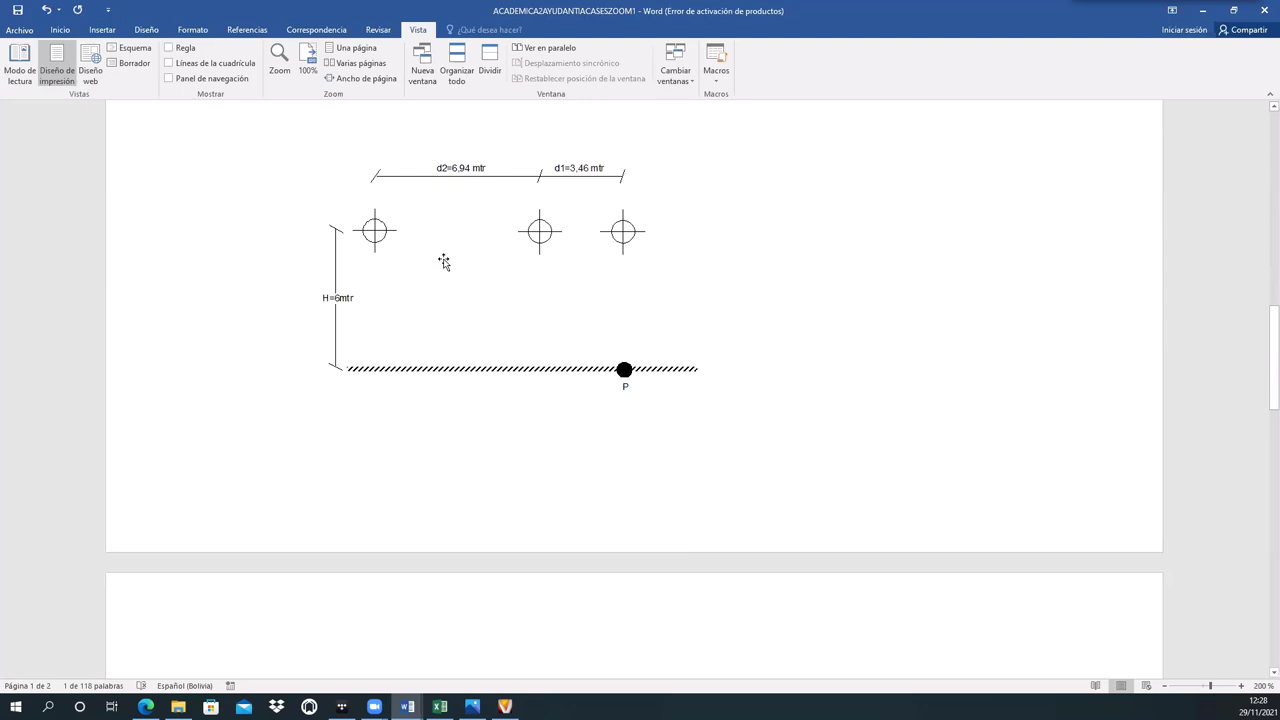 ACADEMICA2AYUDANTIACASESZOOM1 - Word (Error de activación de productos)
Archivo Inicio Insertar Diseño Formato Referencias Correspondencia Revisar Vista ¿Qué desea hacer? Iniciar sesión Compartir
Modo de lectura
Diseño de impresión
Diseño web
Esquema
Borrador
Vistas
Regla
Líneas de la cuadrícula
Panel de navegación
Mostrar
Zoom
100%
Una página
Varias páginas
Ancho de página
Zoom
Nueva ventana
Organizar todo
Dividir
Ver en paralelo
Desplazamiento sincrónico
Restablecer posición de la ventana
Ventana
Cambiar ventanas
Macros
Macros
d2=6,94 mtr d1=3,46 mtr
H=6mtr
P
Página 1 de 2 1 de 118 palabras Español (Bolivia) 200 %
12:28
29/11/2021